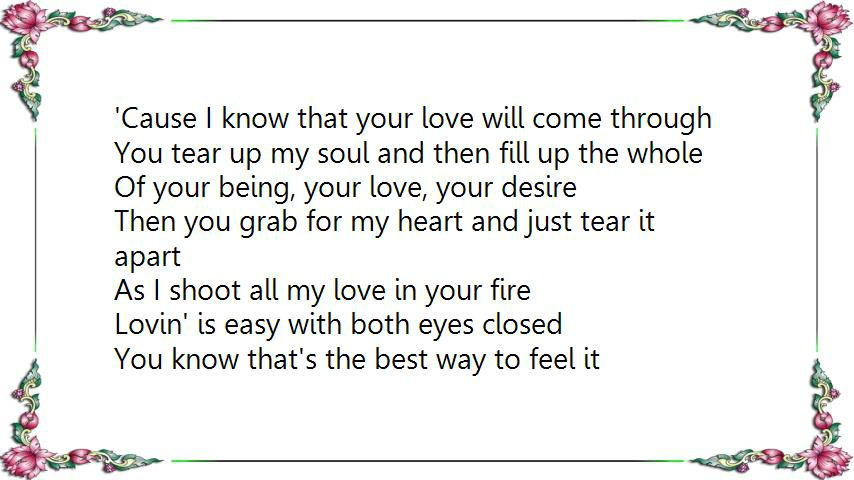 'Cause I know that your love will come through
You tear up my soul and then fill up the whole
Of your being, your love, your desire
Then you grab for my heart and just tear it
apart
As I shoot all my love in your fire
Lovin' is easy with both eyes closed
You know that's the best way to feel it